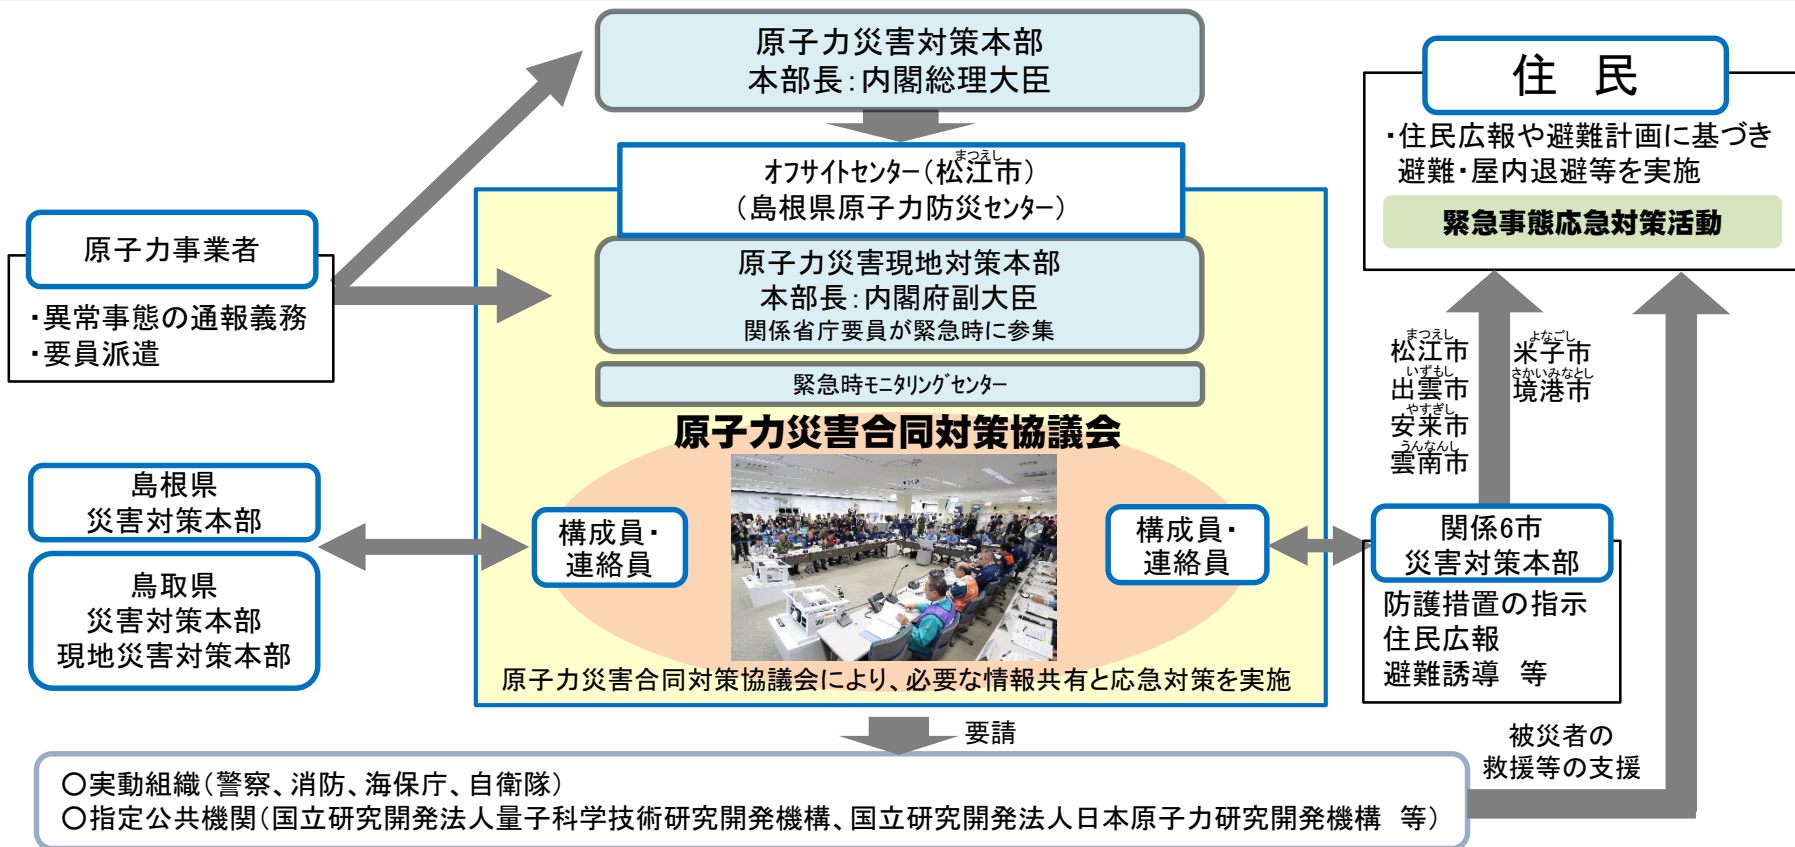 原子力災害対策本部
本部長：内閣総理大臣
オフサイトセンター（松江市）
まつえし
（島根県原子力防災センター）
原子力災害現地対策本部
本部長：内閣府副大臣
関係省庁要員が緊急時に参集
緊急時モニタリングセンター
原子力災害合同対策協議会
構成員・
連絡員
構成員・
連絡員
原子力災害合同対策協議会により、必要な情報共有と応急対策を実施
原子力事業者
・異常事態の通報義務
・要員派遣
島根県
災害対策本部
鳥取県
災害対策本部
現地災害対策本部
住 民
・住民広報や避難計画に基づき
避難・屋内退避等を実施
緊急事態応急対策活動
まつえし
松江市
いずもし
出雲市
やすぎし
安来市
うんなんし
雲南市
よなごし
米子市
さかいみなとし
境港市
関係6市
災害対策本部
防護措置の指示
住民広報
避難誘導 等
要請
被災者の
救援等の支援
○実動組織（警察、消防、海保庁、自衛隊）
○指定公共機関（国立研究開発法人量子科学技術研究開発機構、国立研究開発法人日本原子力研究開発機構 等）